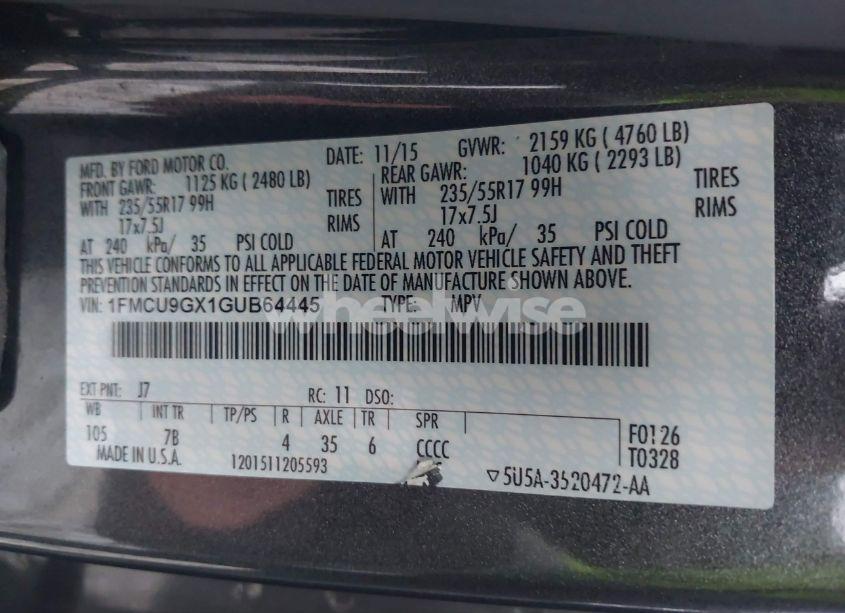 MFD. BY FORD MOTOR CO. DATE: 11/15 GVWR: 2159 KG ( 4760 LB)
FRONT GAWR: 1125 KG ( 2480 LB) REAR GAWR: 1040 KG ( 2293 LB)
WITH 235/55R17 99H TIRES WITH 235/55R17 99H TIRES
17x7.5J RIMS 17x7.5J RIMS
AT 240 kPa/ 35 PSI COLD AT 240 kPa/ 35 PSI COLD
THIS VEHICLE CONFORMS TO ALL APPLICABLE FEDERAL MOTOR VEHICLE SAFETY AND THEFT
PREVENTION STANDARDS IN EFFECT ON THE DATE OF MANUFACTURE SHOWN ABOVE.
VIN: 1FMCU9GX1GUB64445 TYPE: MPV
wheelwise
EXT PNT: J7 RC: 11 DSO:
WB INT TR TP/PS R AXLE TR SPR
105 7B 4 35 6 CCCC
F0126
T0328
MADE IN U.S.A. 1201511205593
5U5A-3520472-AA